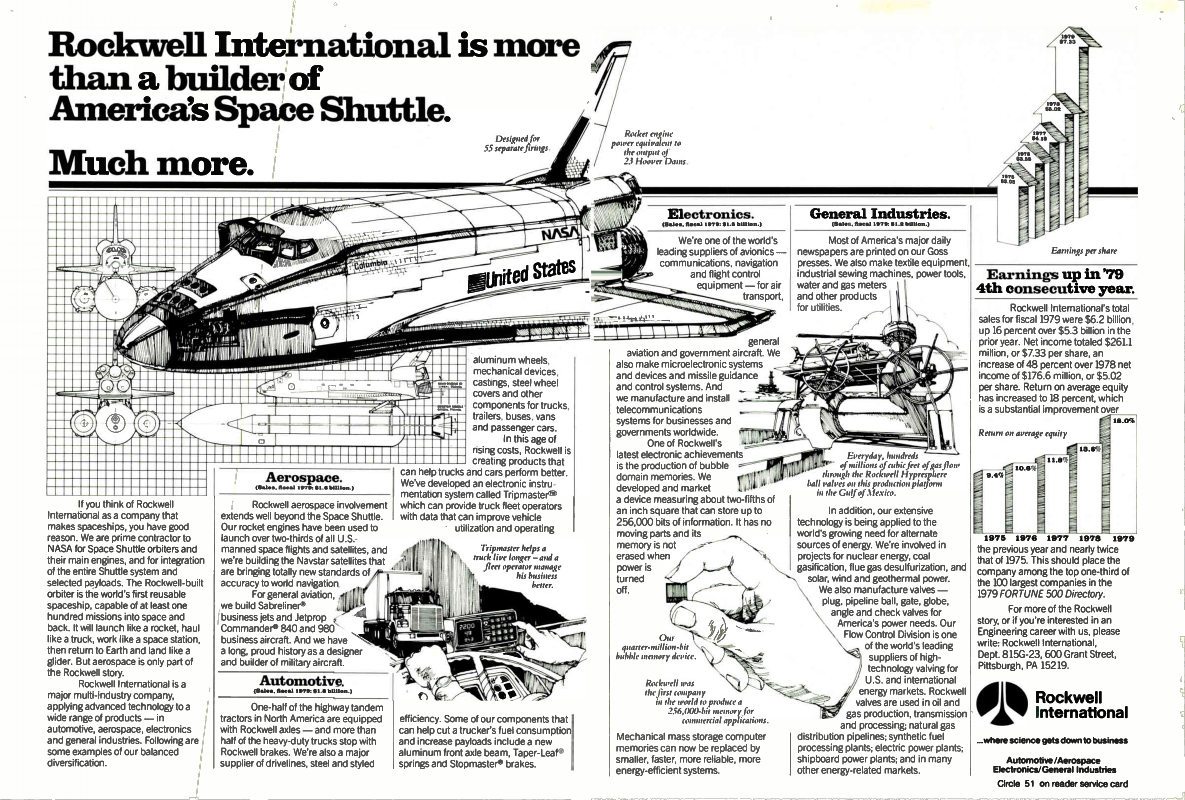 Rockwell International is more
than a builder of
America's Space Shuttle.
Much more.
Designed for
55 separate firings.
Rocket engine
power equivalent to
the output of
23 Hoover Dams.
NASA
Columbia
United States
If you think of Rockwell
International as a company that
makes spaceships, you have good
reason. We are prime contractor to
NASA for Space Shuttle orbiters and
their main engines, and for integration
of the entire Shuttle system and
selected payloads. The Rockwell-built
orbiter is the world's first reusable
spaceship, capable of at least one
hundred missions into space and
back. It will launch like a rocket, haul
like a truck, work like a space station,
then return to Earth and land like a
glider. But aerospace is only part of
the Rockwell story.
Rockwell International is a
major multi-industry company,
applying advanced technology to a
wide range of products — in
automotive, aerospace, electronics
and general industries. Following are
some examples of our balanced
diversification.
Aerospace.
(Sales, fiscal 1979: $1.6 billion.)
Rockwell aerospace involvement
extends well beyond the Space Shuttle.
Our rocket engines have been used to
launch over two-thirds of all U.S.-
manned space flights and satellites, and
we're building the Navstar satellites that
are bringing totally new standards of
accuracy to world navigation.
For general aviation,
we build Sabreliner®
business jets and Jetprop
Commander® 840 and 980
business aircraft. And we have
a long, proud history as a designer
and builder of military aircraft.
Automotive.
(Sales, fiscal 1979: $1.8 billion.)
One-half of the highway tandem
tractors in North America are equipped
with Rockwell axles — and more than
half of the heavy-duty trucks stop with
Rockwell brakes. We're also a major
supplier of drivelines, steel and styled
aluminum wheels,
mechanical devices,
castings, steel wheel
covers and other
components for trucks,
trailers, buses, vans
and passenger cars.
In this age of
rising costs, Rockwell is
creating products that
can help trucks and cars perform better.
We've developed an electronic instru-
mentation system called Tripmaster℠
which can provide truck fleet operators
with data that can improve vehicle
utilization and operating
Tripmaster helps a
truck live longer – and a
fleet operator manage
his business
better.
efficiency. Some of our components that
can help cut a trucker's fuel consumption
and increase payloads include a new
aluminum front axle beam, Taper-Leaf®
springs and Stopmaster® brakes.
Electronics.
(Sales, fiscal 1979: $1.5 billion.)
We're one of the world's
leading suppliers of avionics —
communications, navigation
and flight control
equipment — for air
transport,
general
aviation and government aircraft. We
also make microelectronic systems
and devices and missile guidance
and control systems. And
we manufacture and install
telecommunications
systems for businesses and
governments worldwide.
One of Rockwell's
latest electronic achievements
is the production of bubble
domain memories. We
developed and market
a device measuring about two-fifths of
an inch square that can store up to
256,000 bits of information. It has no
moving parts and its
memory is not
erased when
power is
turned
off.
Our
quarter-million-bit
bubble memory device.
Rockwell was
the first company
in the world to produce a
256,000-bit memory for
commercial applications.
Mechanical mass storage computer
memories can now be replaced by
smaller, faster, more reliable, more
energy-efficient systems.
General Industries.
(Sales, fiscal 1979: $1.2 billion.)
Most of America's major daily
newspapers are printed on our Goss
presses. We also make textile equipment,
industrial sewing machines, power tools,
water and gas meters
and other products
for utilities.
Everyday, hundreds
of millions of cubic feet of gas flow
through the Rockwell Hypresphere
ball valves on this production platform
in the Gulf of Mexico.
In addition, our extensive
technology is being applied to the
world's growing need for alternate
sources of energy. We're involved in
projects for nuclear energy, coal
gasification, flue gas desulfurization, and
solar, wind and geothermal power.
We also manufacture valves —
plug, pipeline ball, gate, globe,
angle and check valves for
America's power needs. Our
Flow Control Division is one
of the world's leading
suppliers of high-
technology valving for
U.S. and international
energy markets. Rockwell
valves are used in oil and
gas production, transmission
and processing; natural gas
distribution pipelines; synthetic fuel
processing plants; electric power plants;
shipboard power plants; and in many
other energy-related markets.
1979
$7.33
1978
$5.02
1977
1976
1975
Earnings per share
Earnings up in '79
4th consecutive year.
Rockwell International's total
sales for fiscal 1979 were $6.2 billion,
up 16 percent over $5.3 billion in the
prior year. Net income totaled $261.1
million, or $7.33 per share, an
increase of 48 percent over 1978 net
income of $176.6 million, or $5.02
per share. Return on average equity
has increased to 18 percent, which
is a substantial improvement over
Return on average equity
9.4%
10.6%
11.8%
18.0%
1975 1976 1977 1978 1979
the previous year and nearly twice
that of 1975. This should place the
company among the top one-third of
the 100 largest companies in the
1979 FORTUNE 500 Directory.
For more of the Rockwell
story, or if you're interested in an
Engineering career with us, please
write: Rockwell International,
Dept. 815G-23, 600 Grant Street,
Pittsburgh, PA 15219.
Rockwell
International
...where science gets down to business
Automotive/Aerospace
Electronics/General Industries
Circle 51 on reader service card